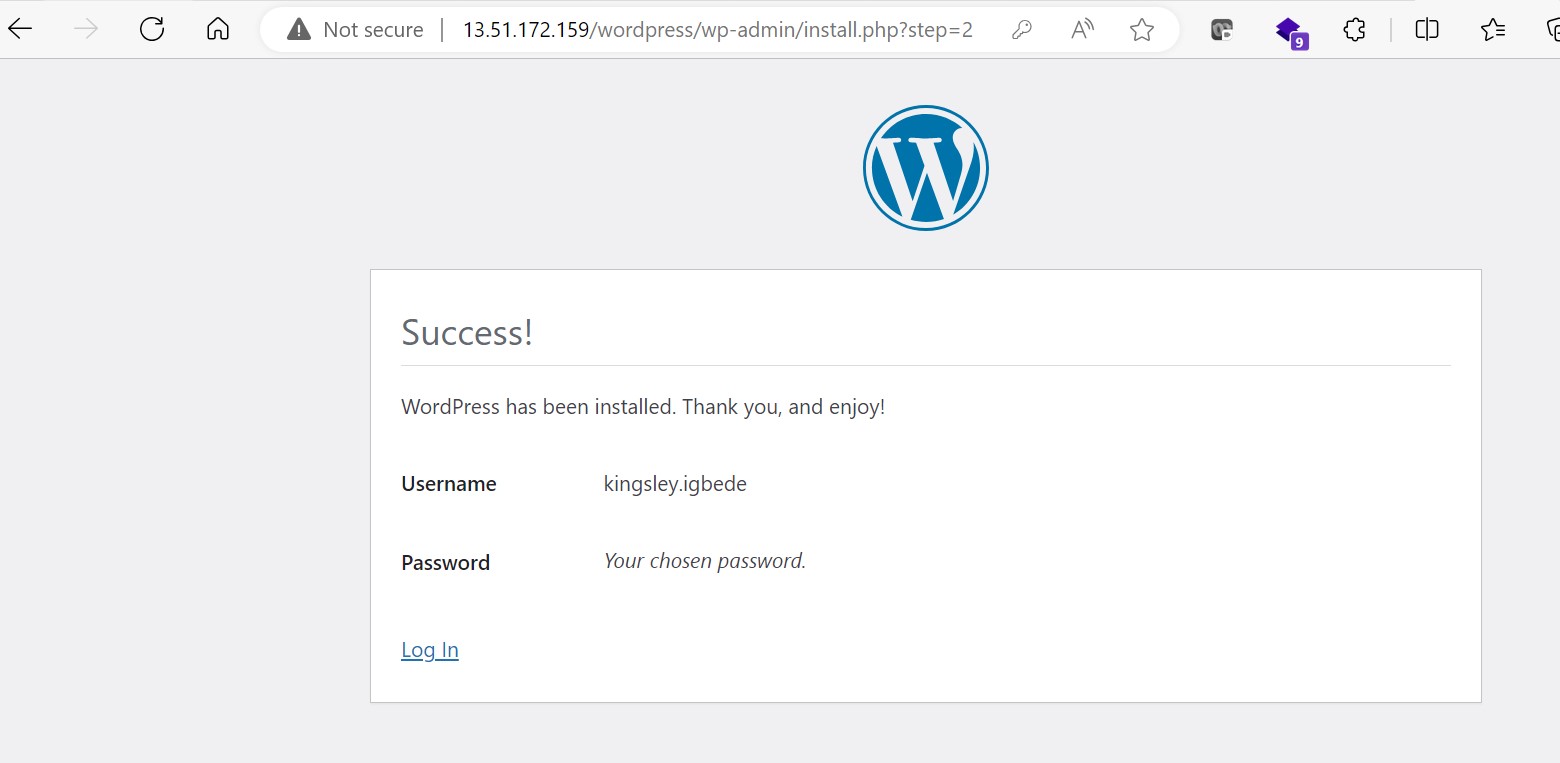 Not secure 13.51.172.159/wordpress/wp-admin/install.php?step=2
9
Success!
WordPress has been installed. Thank you, and enjoy!
Username kingsley.igbede
Password Your chosen password.
Log In